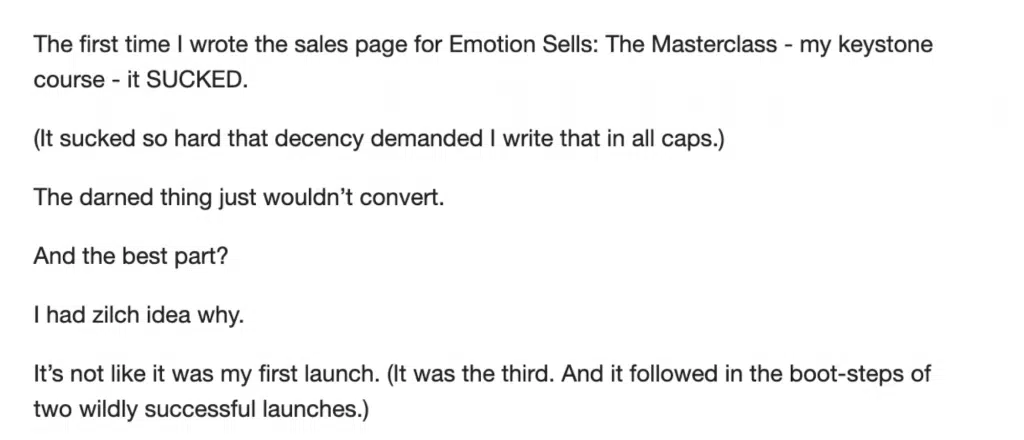 The first time I wrote the sales page for Emotion Sells: The Masterclass - my keystone
course - it SUCKED.
(It sucked so hard that decency demanded I write that in all caps.)
The darned thing just wouldn’t convert.
And the best part?
I had zilch idea why.
It’s not like it was my first launch. (It was the third. And it followed in the boot-steps of
two wildly successful launches.)